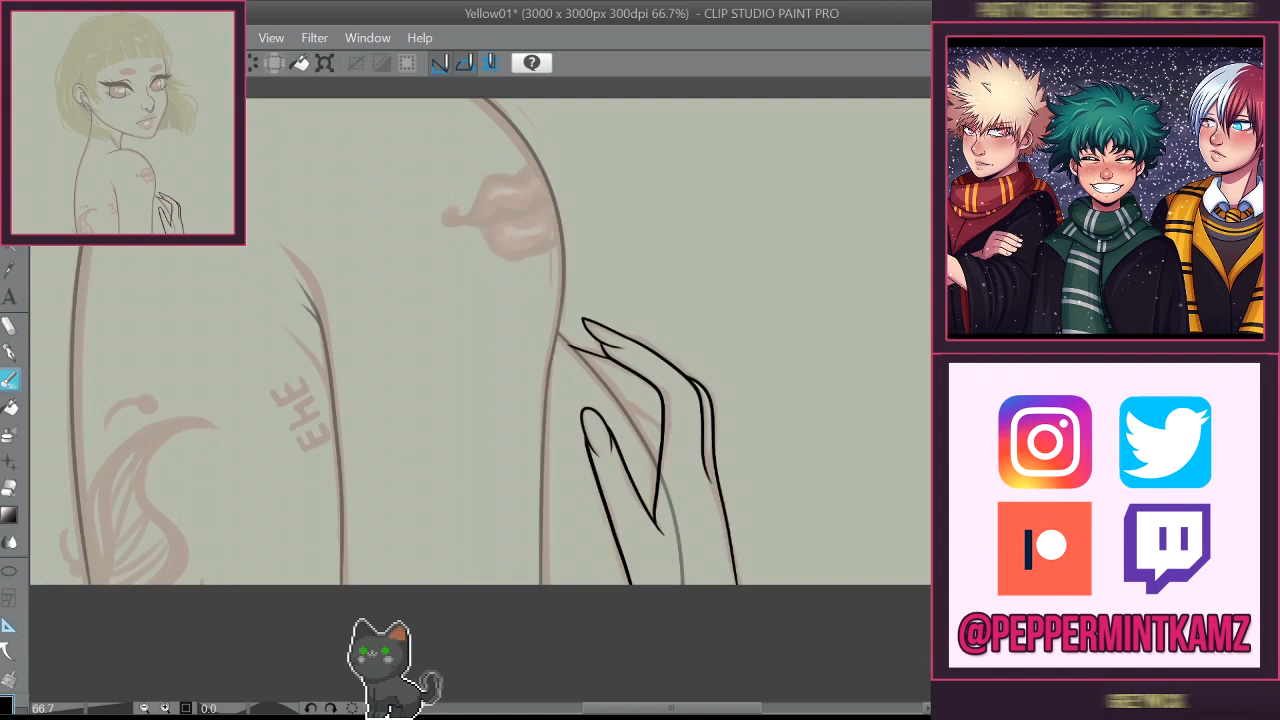 Yellow01* (3000 x 3000px 300dpi 66.7%) - CLIP STUDIO PAINT PRO
View Filter Window Help
A
EME
@PEPPERMINTKAMZ
66.7
0.0